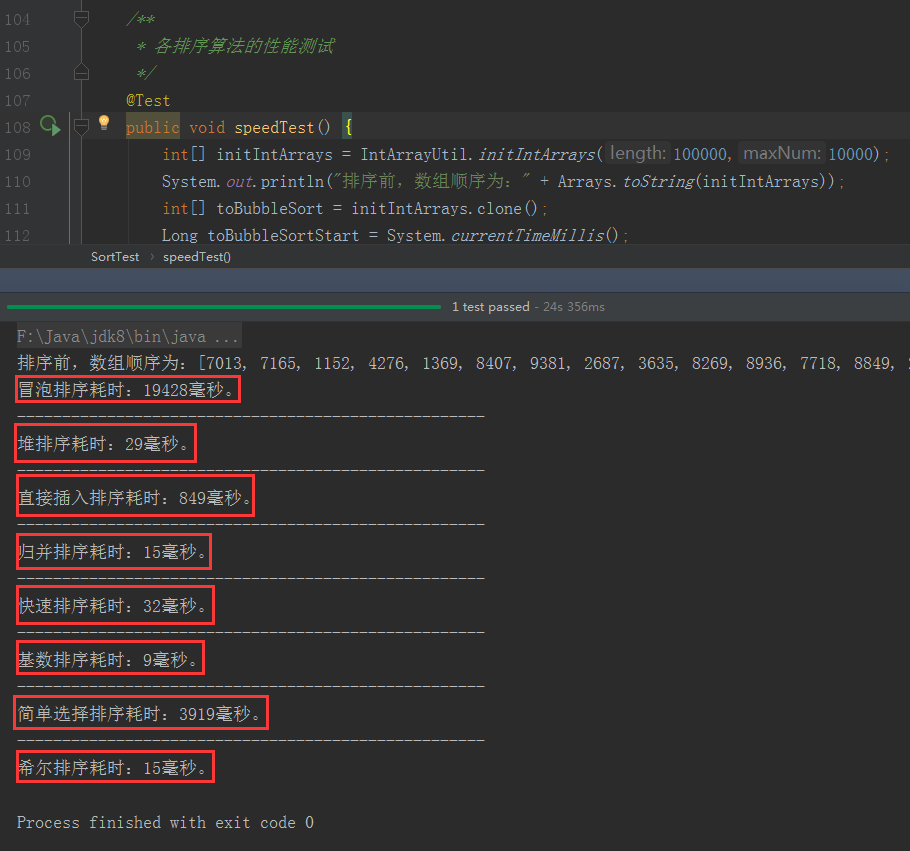 104 /**
105 * 各排序算法的性能测试
106 */
107 @Test
108 public void speedTest() {
109 int[] initIntArrays = IntArrayUtil.initIntArrays( length: 100000, maxNum: 10000);
110 System.out.println("排序前，数组顺序为：" + Arrays.toString(initIntArrays));
111 int[] toBubbleSort = initIntArrays.clone();
112 Long toBubbleSortStart = System.currentTimeMillis();
SortTest › speedTest()
1 test passed - 24s 356ms
F:\Java\jdk8\bin\java ...
排序前，数组顺序为：[7013, 7165, 1152, 4276, 1369, 8407, 9381, 2687, 3635, 8269, 8936, 7718, 8849,
冒泡排序耗时：19428毫秒。
----------------------------------------------------
堆排序耗时：29毫秒。
----------------------------------------------------
直接插入排序耗时：849毫秒。
----------------------------------------------------
归并排序耗时：15毫秒。
----------------------------------------------------
快速排序耗时：32毫秒。
----------------------------------------------------
基数排序耗时：9毫秒。
----------------------------------------------------
简单选择排序耗时：3919毫秒。
----------------------------------------------------
希尔排序耗时：15毫秒。
Process finished with exit code 0